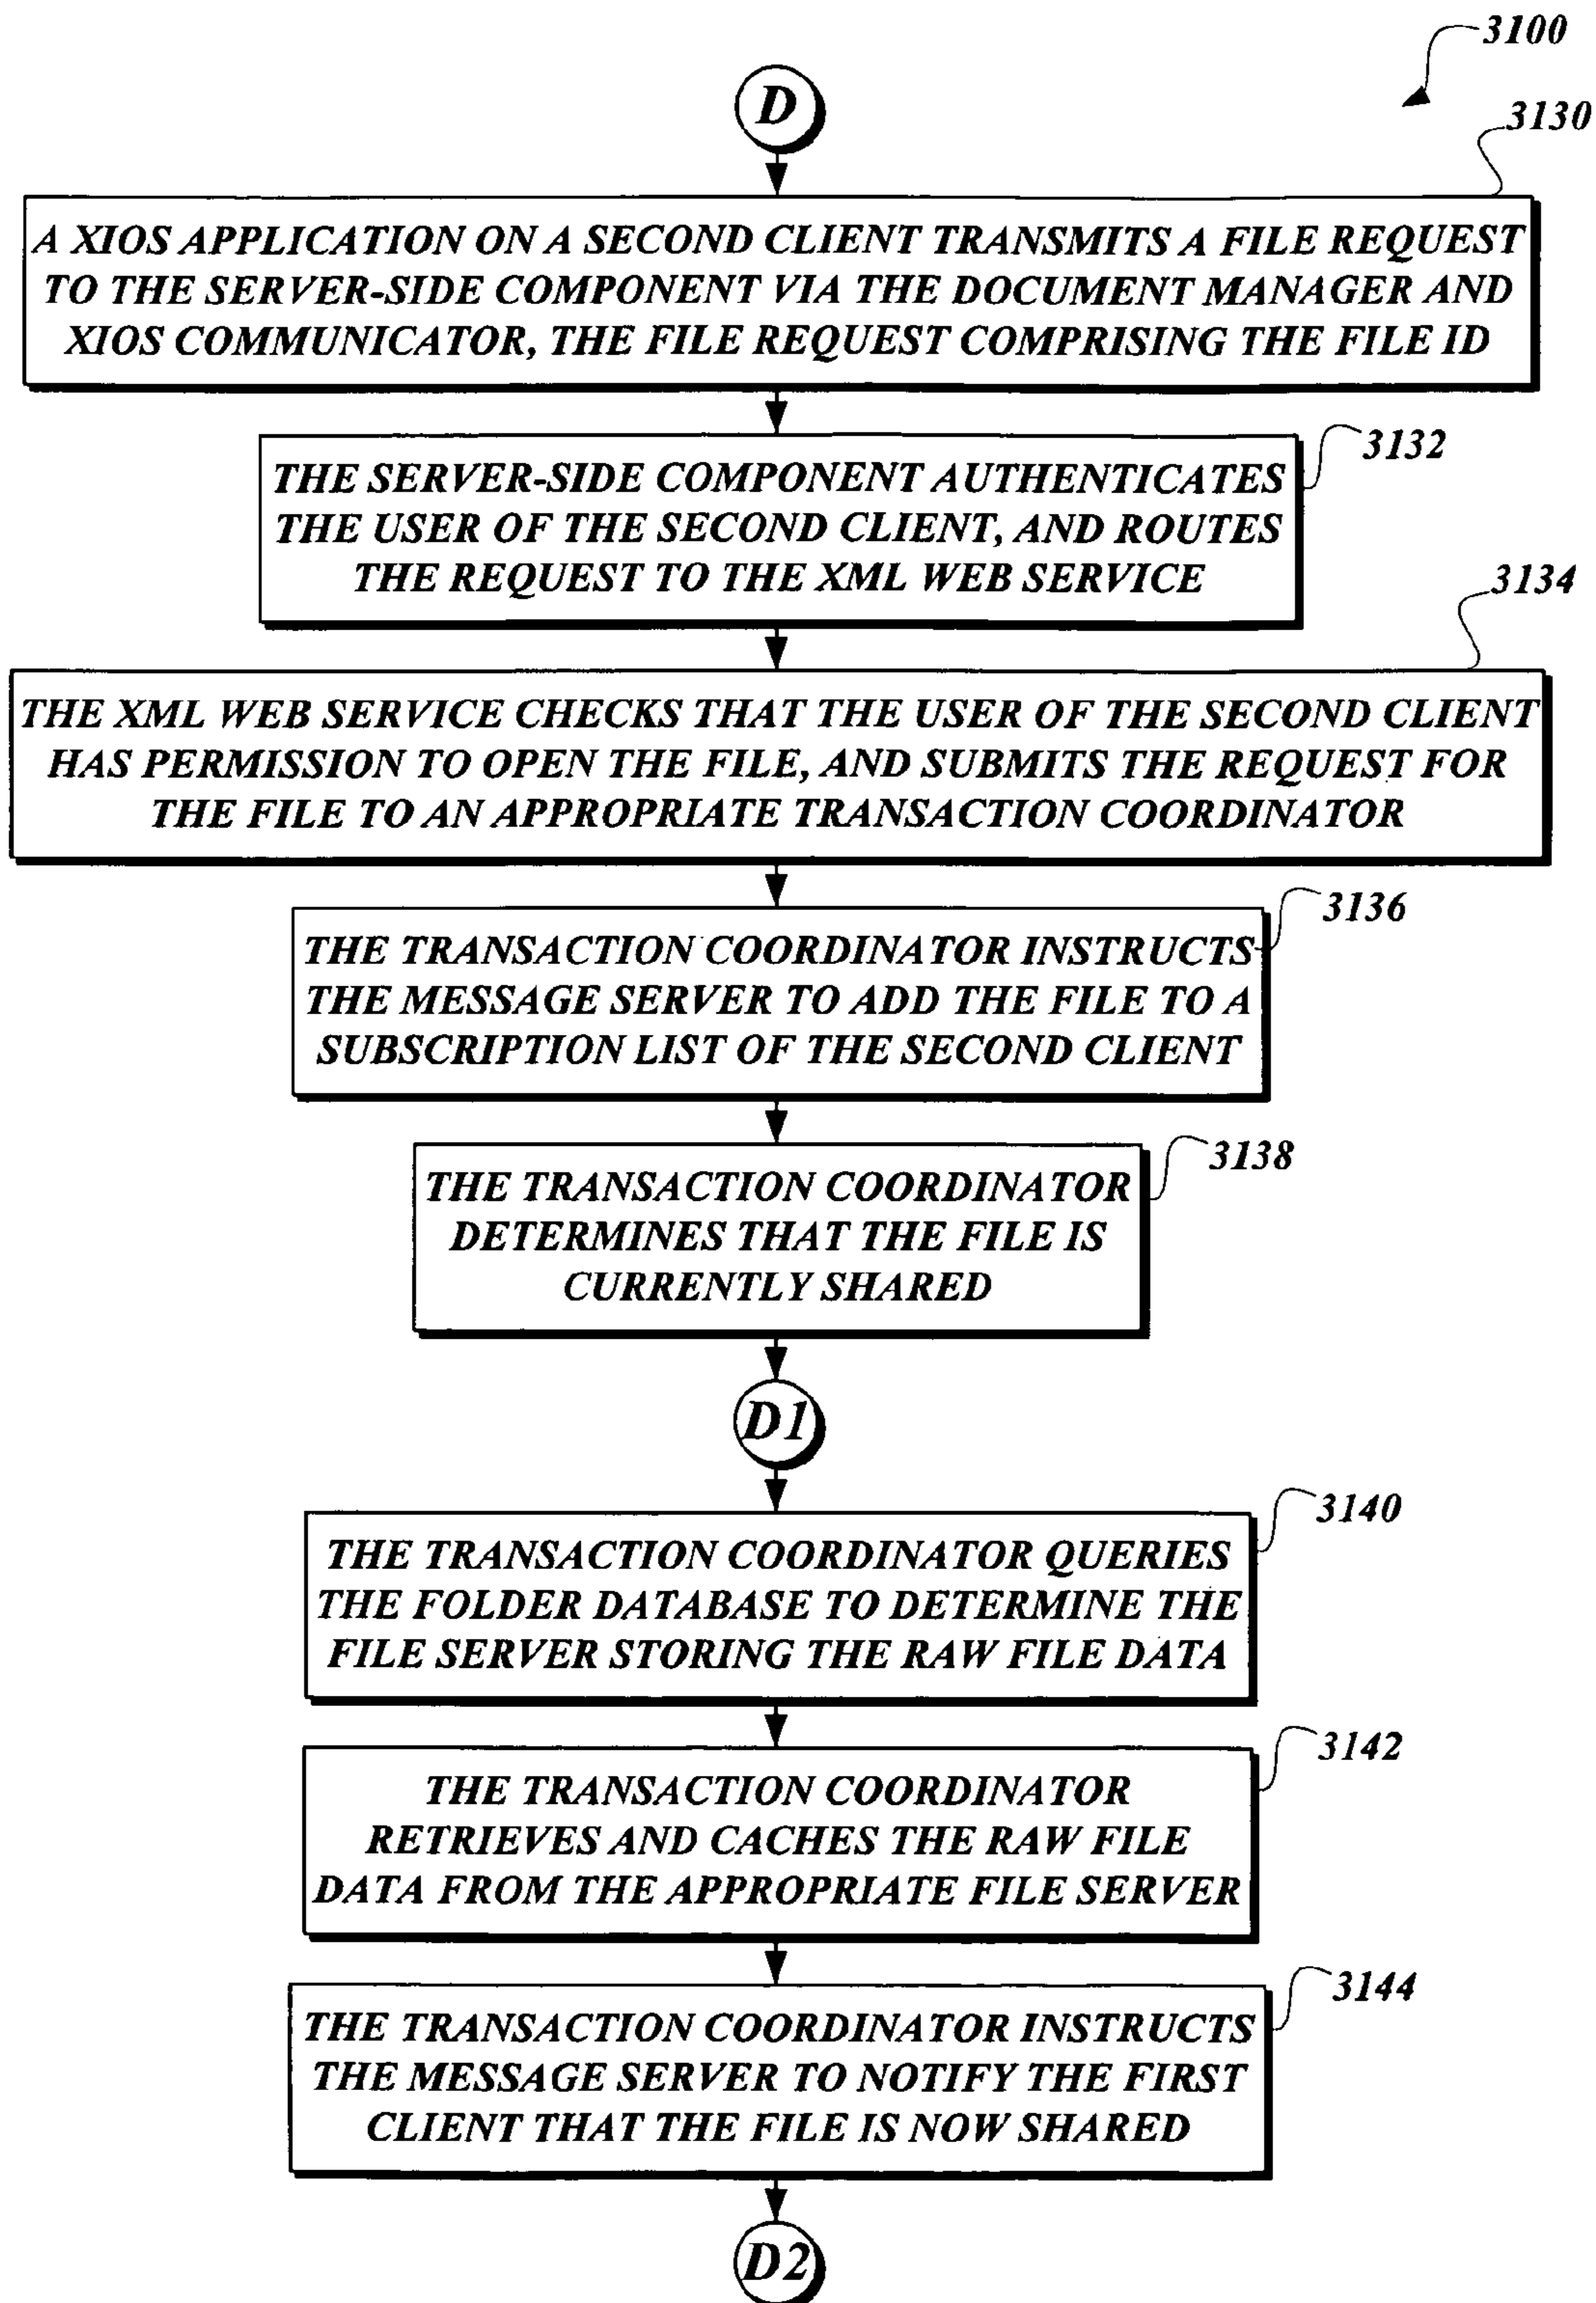 3100
D
3130
A XIOS APPLICATION ON A SECOND CLIENT TRANSMITS A FILE REQUEST
TO THE SERVER-SIDE COMPONENT VIA THE DOCUMENT MANAGER AND
XIOS COMMUNICATOR, THE FILE REQUEST COMPRISING THE FILE ID
3132
THE SERVER-SIDE COMPONENT AUTHENTICATES
THE USER OF THE SECOND CLIENT, AND ROUTES
THE REQUEST TO THE XML WEB SERVICE
3134
THE XML WEB SERVICE CHECKS THAT THE USER OF THE SECOND CLIENT
HAS PERMISSION TO OPEN THE FILE, AND SUBMITS THE REQUEST FOR
THE FILE TO AN APPROPRIATE TRANSACTION COORDINATOR
3136
THE TRANSACTION COORDINATOR INSTRUCTS
THE MESSAGE SERVER TO ADD THE FILE TO A
SUBSCRIPTION LIST OF THE SECOND CLIENT
3138
THE TRANSACTION COORDINATOR
DETERMINES THAT THE FILE IS
CURRENTLY SHARED
D1
3140
THE TRANSACTION COORDINATOR QUERIES
THE FOLDER DATABASE TO DETERMINE THE
FILE SERVER STORING THE RAW FILE DATA
3142
THE TRANSACTION COORDINATOR
RETRIEVES AND CACHES THE RAW FILE
DATA FROM THE APPROPRIATE FILE SERVER
3144
THE TRANSACTION COORDINATOR INSTRUCTS
THE MESSAGE SERVER TO NOTIFY THE FIRST
CLIENT THAT THE FILE IS NOW SHARED
D2